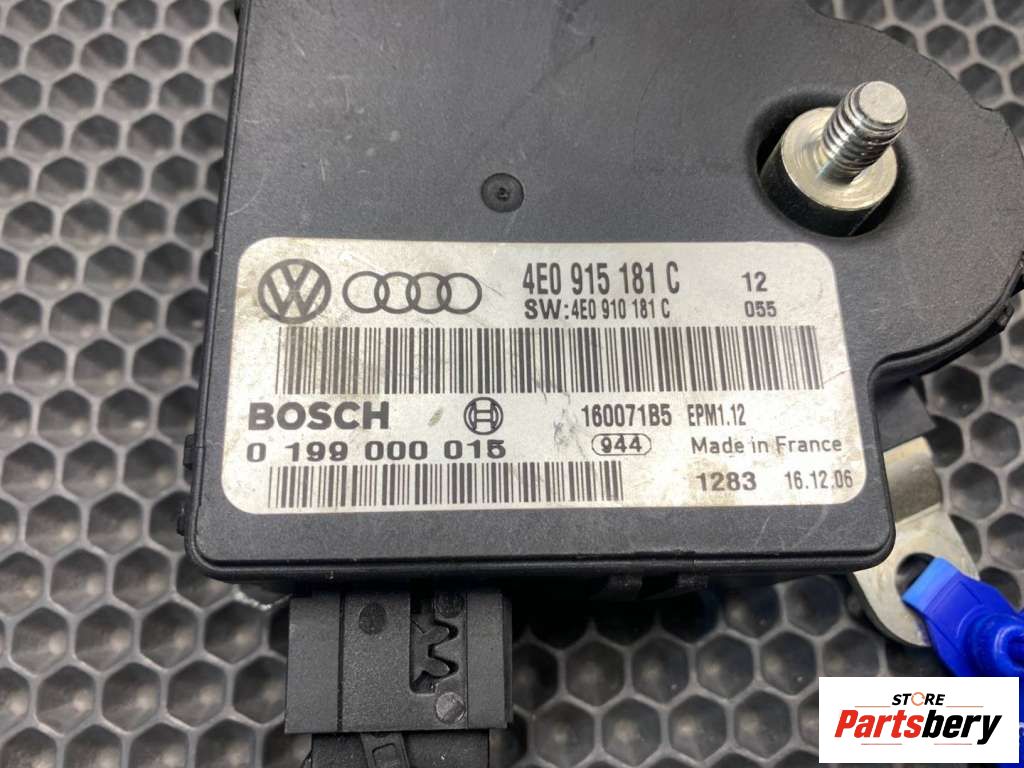 4E0 915 181 C 12
SW:4E0 910 181 C 055
BOSCH 160071B5 EPM1.12
0 199 000 015 944 Made in France
1283 16.12.06
STORE
Partsbery